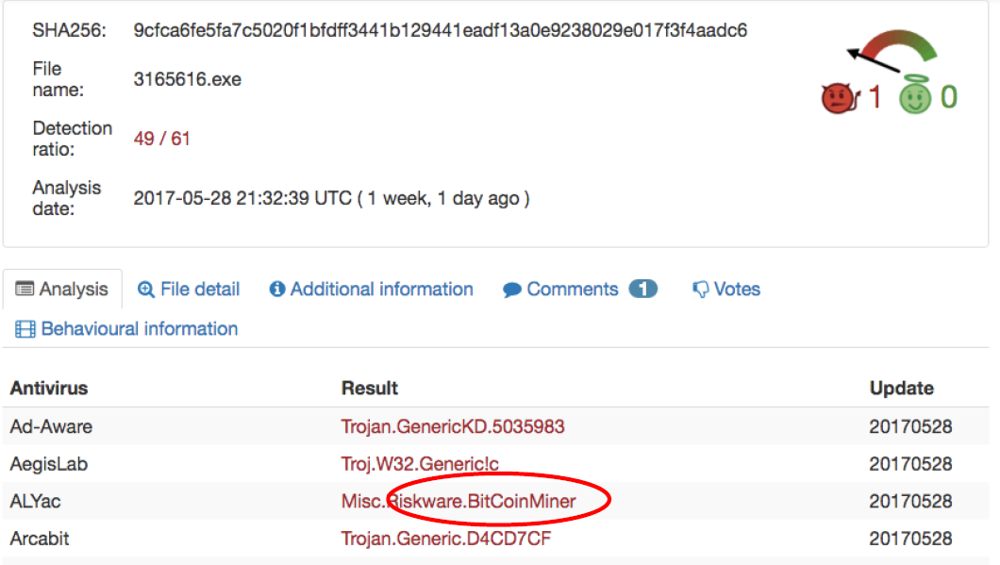 SHA256: 9cfca6fe5fa7c5020f1bfdff3441b129441eadf13a0e9238029e017f3f4aadc6
File name: 3165616.exe
1 0
Detection ratio: 49 / 61
Analysis date: 2017-05-28 21:32:39 UTC ( 1 week, 1 day ago )
Analysis File detail Additional information Comments 1 Votes
Behavioural information
Antivirus Result Update
Ad-Aware Trojan.GenericKD.5035983 20170528
AegisLab Troj.W32.Generic!c 20170528
ALYac Misc.Riskware.BitCoinMiner 20170528
Arcabit Trojan.Generic.D4CD7CF 20170528